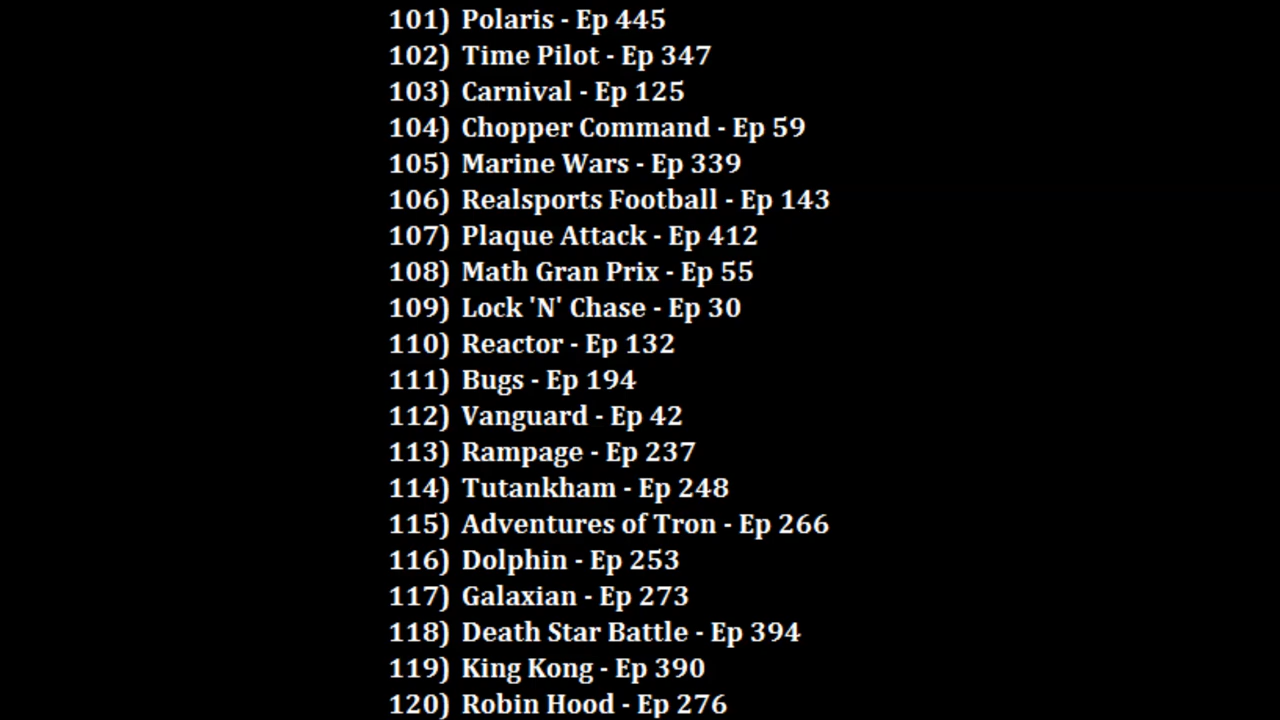 101) Polaris - Ep 445
102) Time Pilot - Ep 347
103) Carnival - Ep 125
104) Chopper Command - Ep 59
105) Marine Wars - Ep 339
106) Realsports Football - Ep 143
107) Plaque Attack - Ep 412
108) Math Gran Prix - Ep 55
109) Lock 'N' Chase - Ep 30
110) Reactor - Ep 132
111) Bugs - Ep 194
112) Vanguard - Ep 42
113) Rampage - Ep 237
114) Tutankham - Ep 248
115) Adventures of Tron - Ep 266
116) Dolphin - Ep 253
117) Galaxian - Ep 273
118) Death Star Battle - Ep 394
119) King Kong - Ep 390
120) Robin Hood - Ep 276